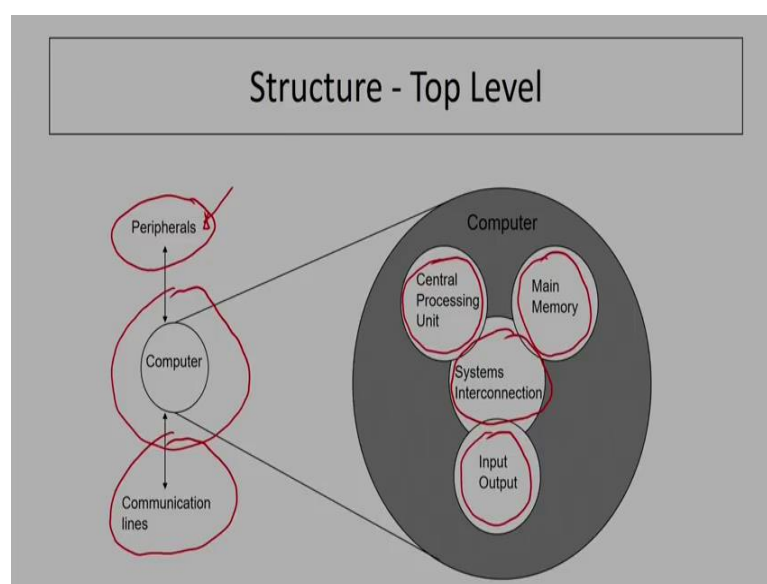 Structure - Top Level
Peripherals
Computer
Communication
lines
Computer
Central
Processing
Unit
Main
Memory
Systems
Interconnection
Input
Output